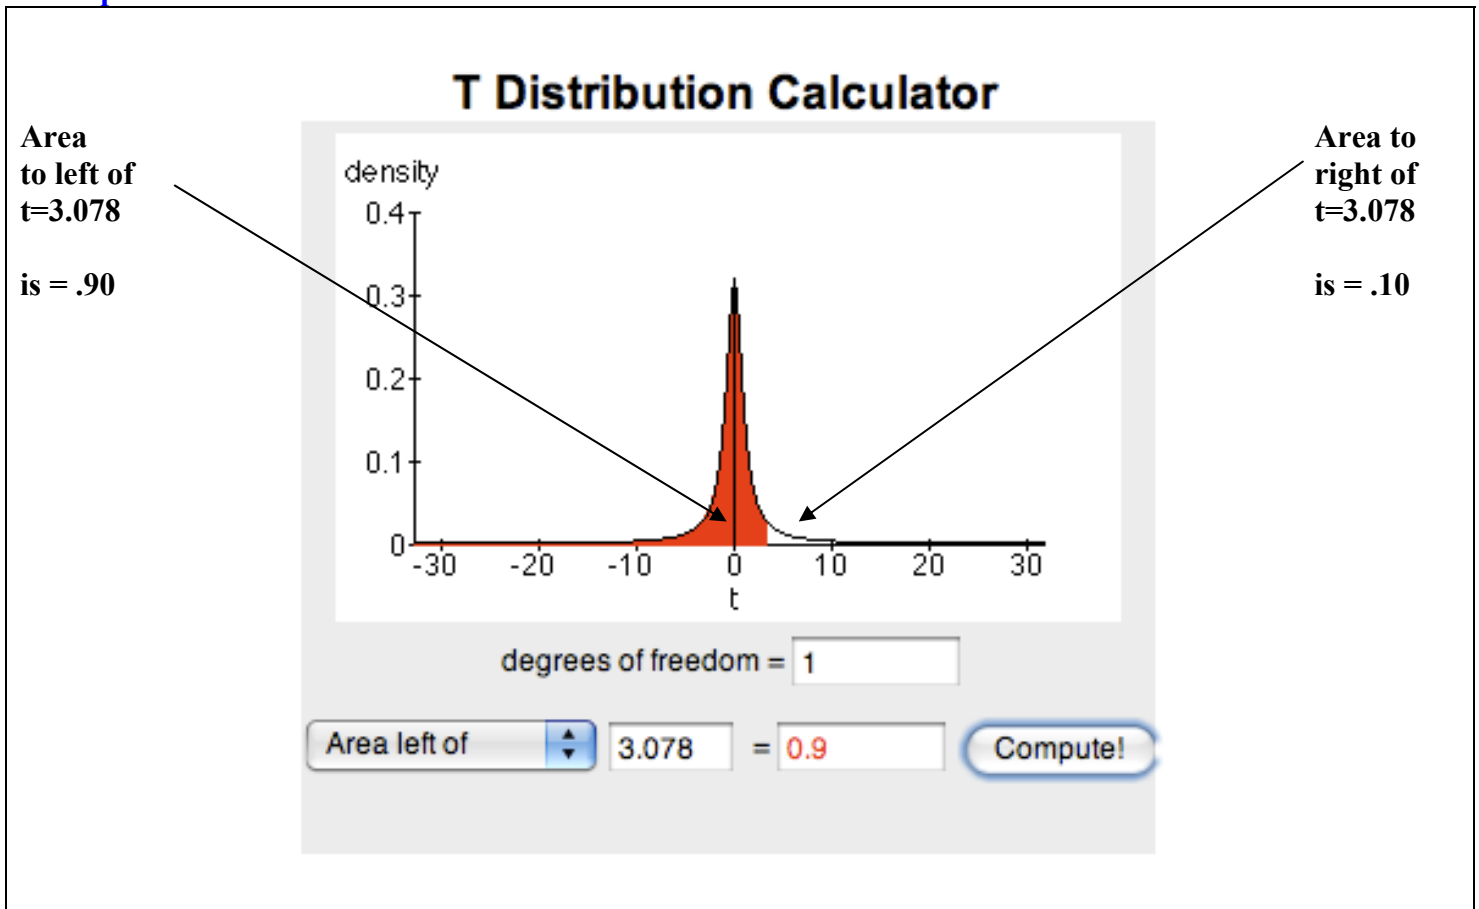 T Distribution Calculator
Area
to left of
t=3.078
is = .90
Area to
right of
t=3.078
is = .10
density
0.4
0.3
0.2
0.1
0
-30 -20 -10 0 10 20 30
t
degrees of freedom = 1
Area left of 3.078 = 0.9 Compute!